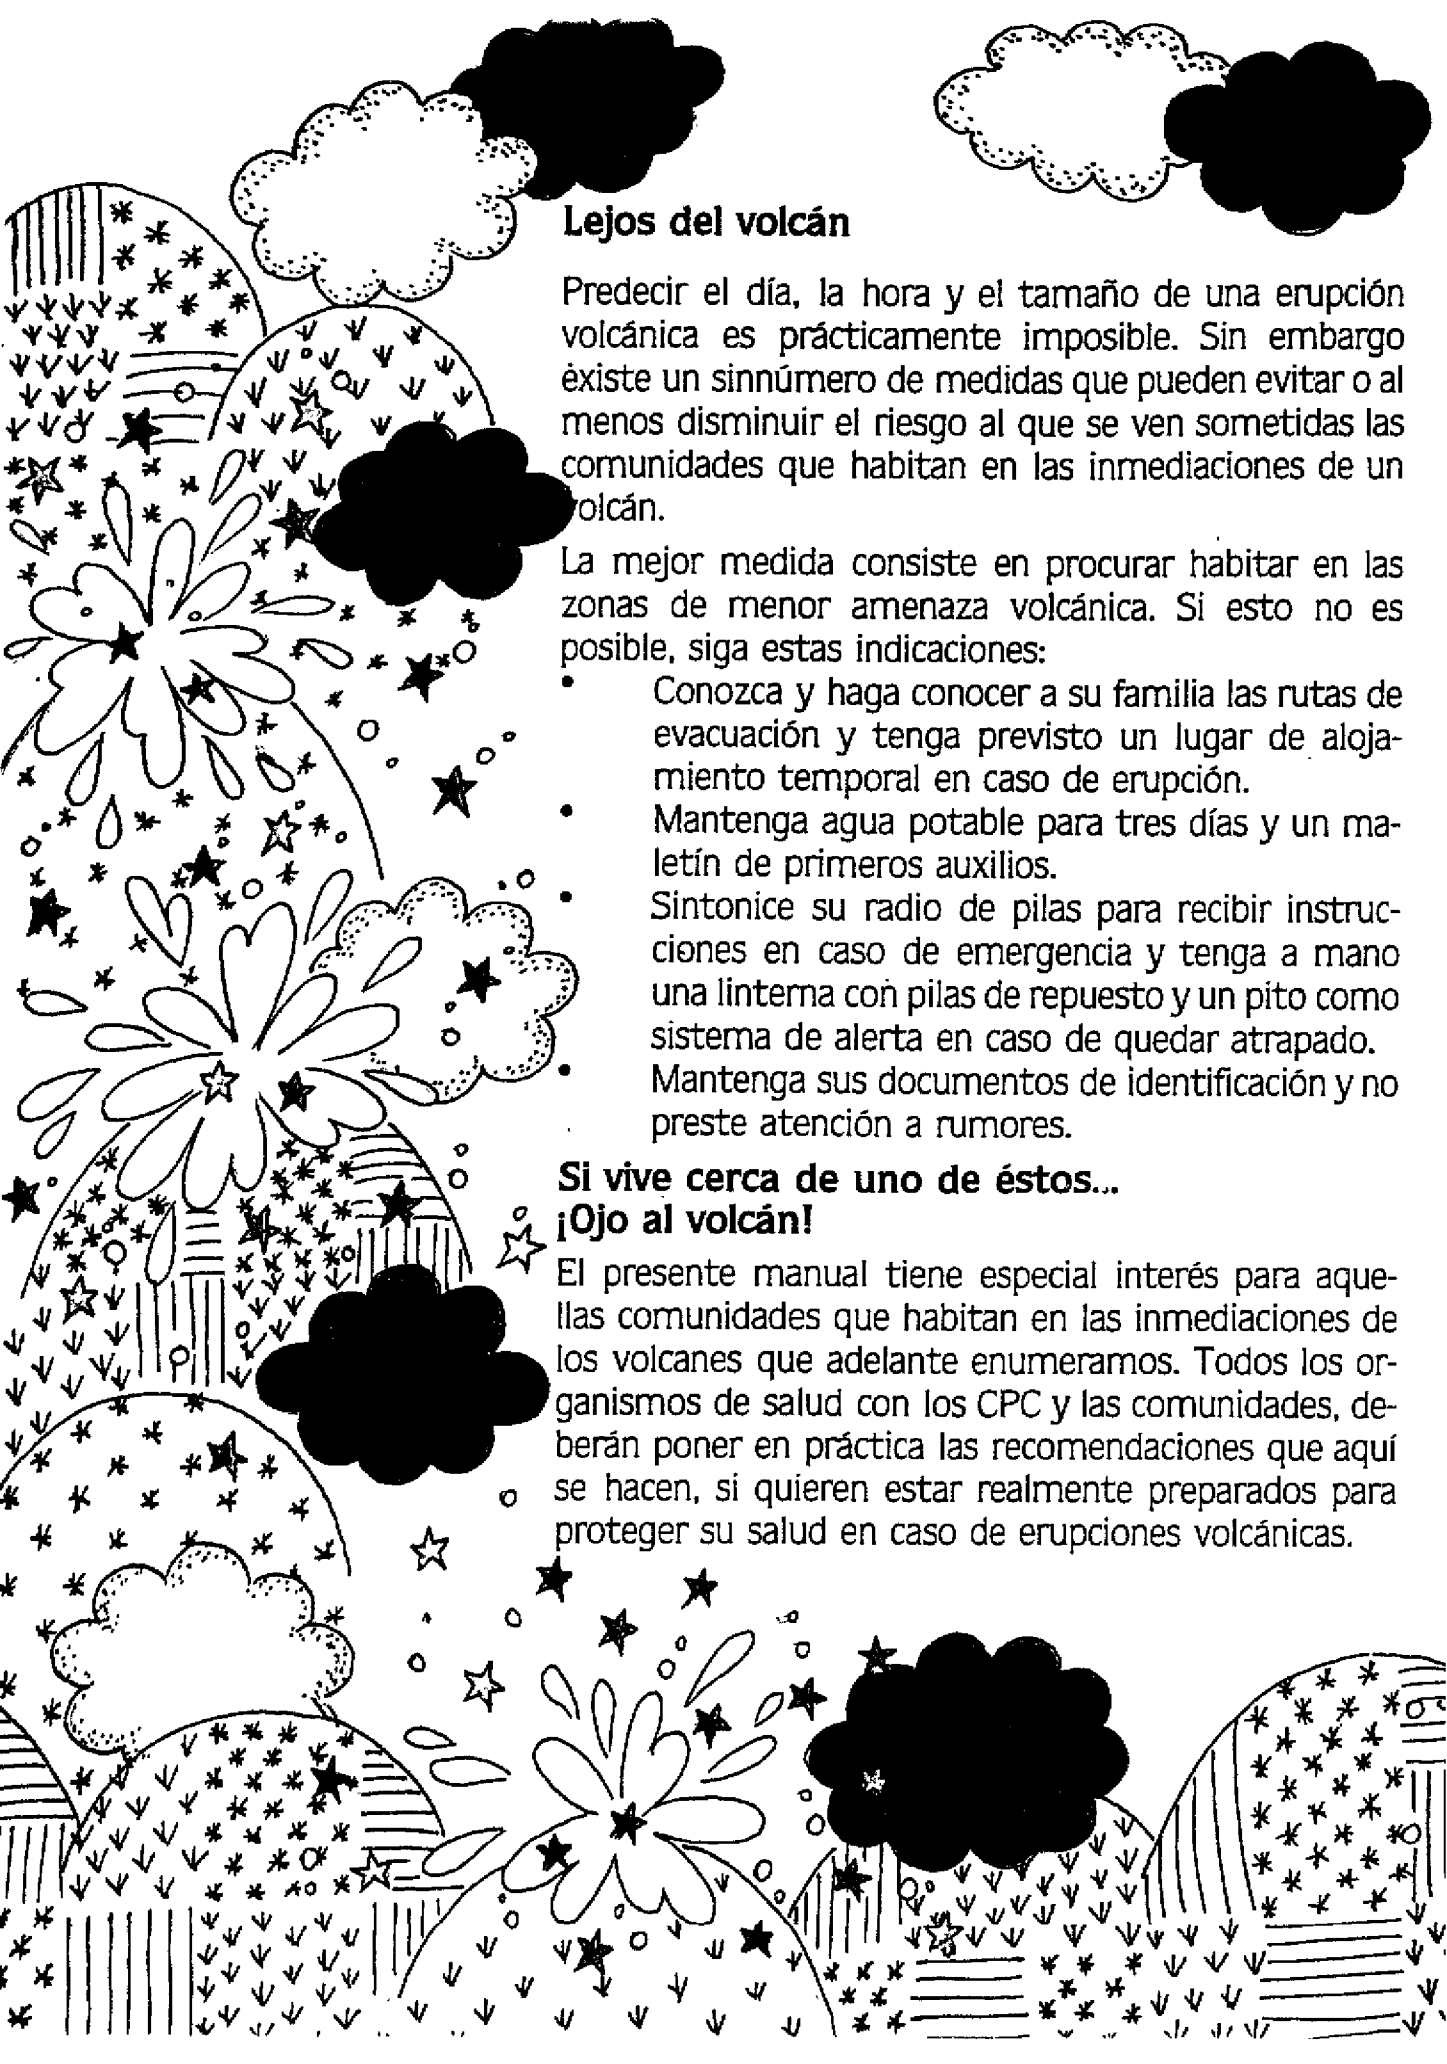 Lejos del volcán
Predecir el día, la hora y el tamaño de una erupción
volcánica es prácticamente imposible. Sin embargo
existe un sinnúmero de medidas que pueden evitar o al
menos disminuir el riesgo al que se ven sometidas las
comunidades que habitan en las inmediaciones de un
volcán.
La mejor medida consiste en procurar habitar en las
zonas de menor amenaza volcánica. Si esto no es
posible, siga estas indicaciones:
• Conozca y haga conocer a su familia las rutas de
evacuación y tenga previsto un lugar de aloja-
miento temporal en caso de erupción.
• Mantenga agua potable para tres días y un ma-
letín de primeros auxilios.
• Sintonice su radio de pilas para recibir instruc-
ciones en caso de emergencia y tenga a mano
una linterna con pilas de repuesto y un pito como
sistema de alerta en caso de quedar atrapado.
• Mantenga sus documentos de identificación y no
preste atención a rumores.
Si vive cerca de uno de éstos...
¡Ojo al volcán!
El presente manual tiene especial interés para aque-
llas comunidades que habitan en las inmediaciones de
los volcanes que adelante enumeramos. Todos los or-
ganismos de salud con los CPC y las comunidades, de-
berán poner en práctica las recomendaciones que aquí
se hacen, si quieren estar realmente preparados para
proteger su salud en caso de erupciones volcánicas.